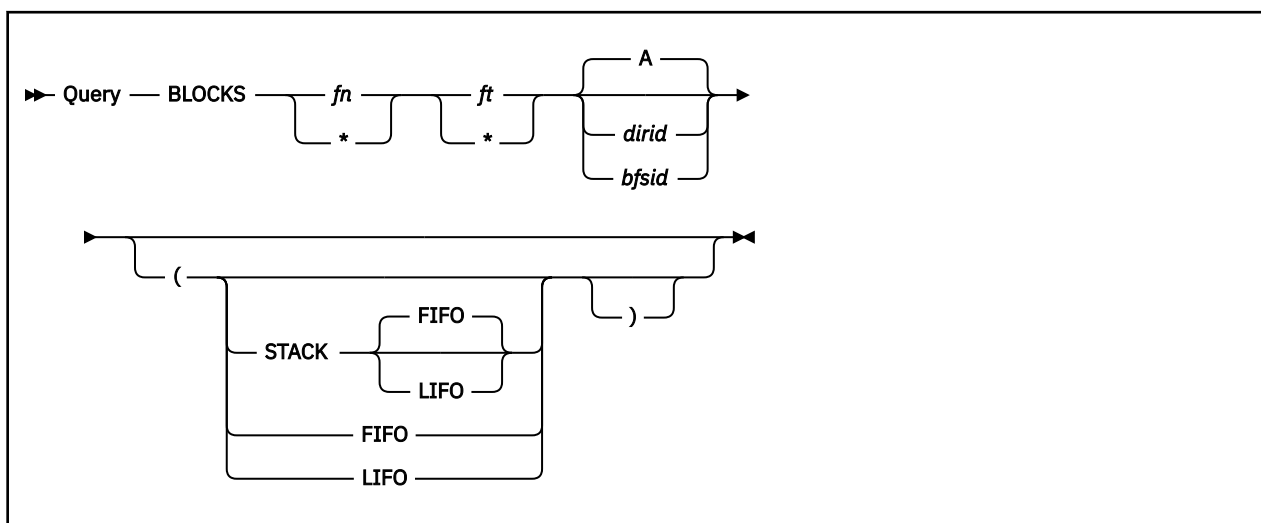 A
Query BLOCKS fn ft
* * dirid
bfsid
(
FIFO
STACK )
LIFO
FIFO
LIFO